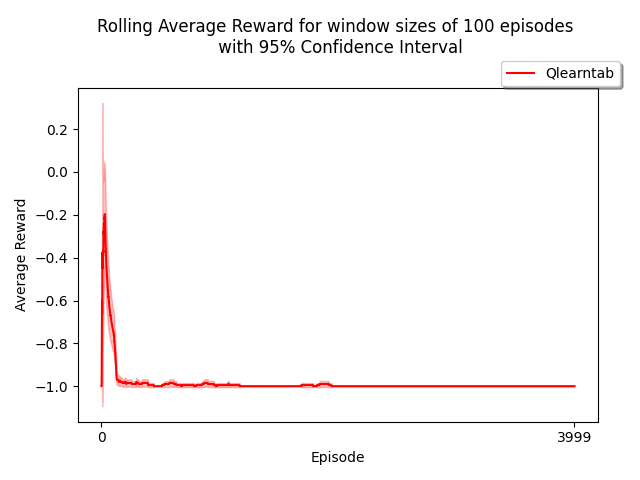 Rolling Average Reward for window sizes of 100 episodes
with 95% Confidence Interval
Qlearntab
0.2
0.0
−0.2
−0.4
−0.6
−0.8
−1.0
Average Reward
0
3999
Episode